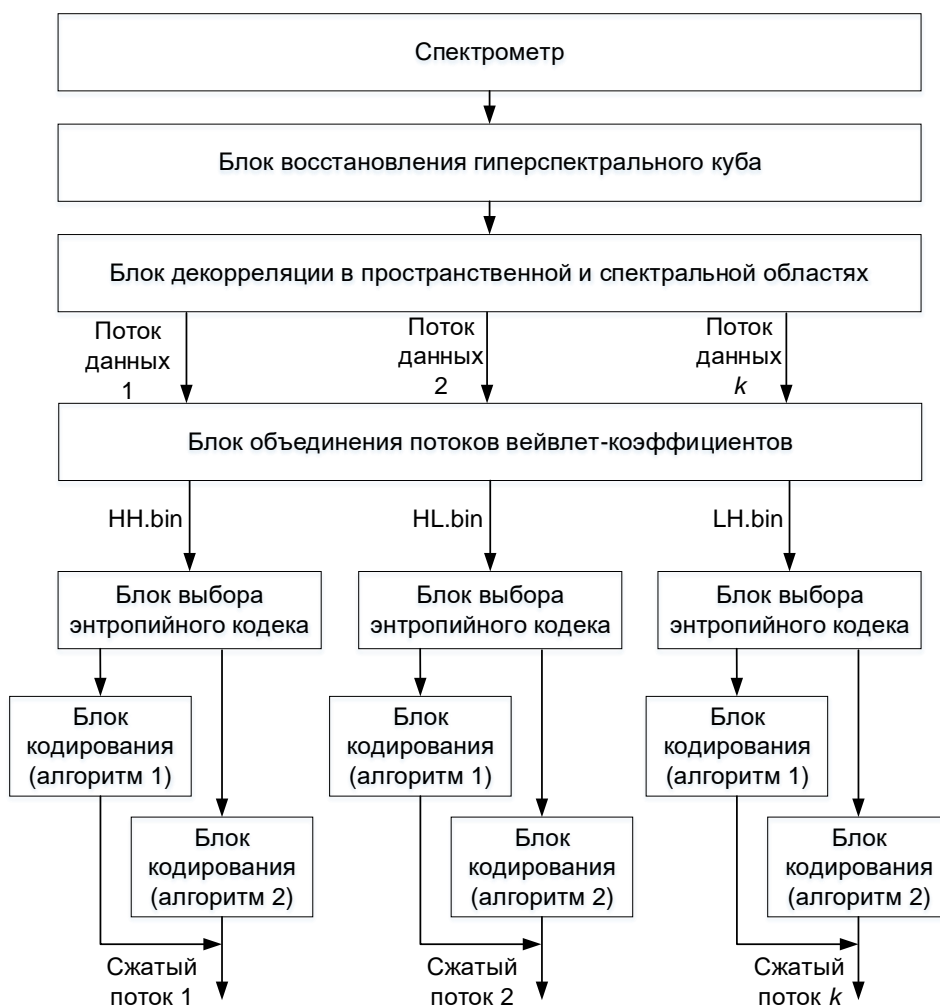 Спектрометр
Блок восстановления гиперспектрального куба
Блок декорреляции в пространственной и спектральной областях
Поток
данных
1
Поток
данных
2
Поток
данных
k
Блок объединения потоков вейвлет-коэффициентов
HH.bin
HL.bin
LH.bin
Блок выбора
энтропийного кодека
Блок выбора
энтропийного кодека
Блок выбора
энтропийного кодека
Блок
кодирования
(алгоритм 1)
Блок
кодирования
(алгоритм 1)
Блок
кодирования
(алгоритм 1)
Блок
кодирования
(алгоритм 2)
Блок
кодирования
(алгоритм 2)
Блок
кодирования
(алгоритм 2)
Сжатый
поток 1
Сжатый
поток 2
Сжатый
поток k